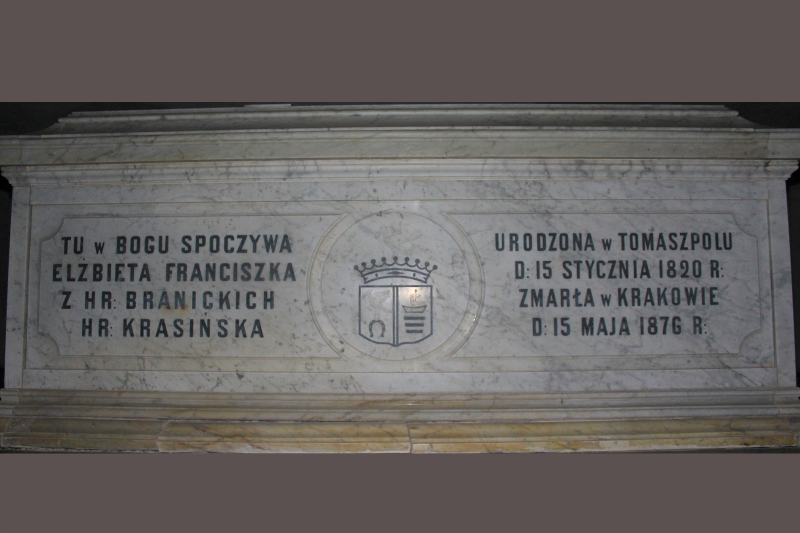 TU w BOGU SPOCZYWA
ELŻBIETA FRANCISZKA
Z HR: BRANICKICH
HR: KRASIŃSKA
URODZONA w TOMASZPOLU
D: 15 STYCZNIA 1820 R:
ZMARŁA w KRAKOWIE
D: 15 MAJA 1876 R: